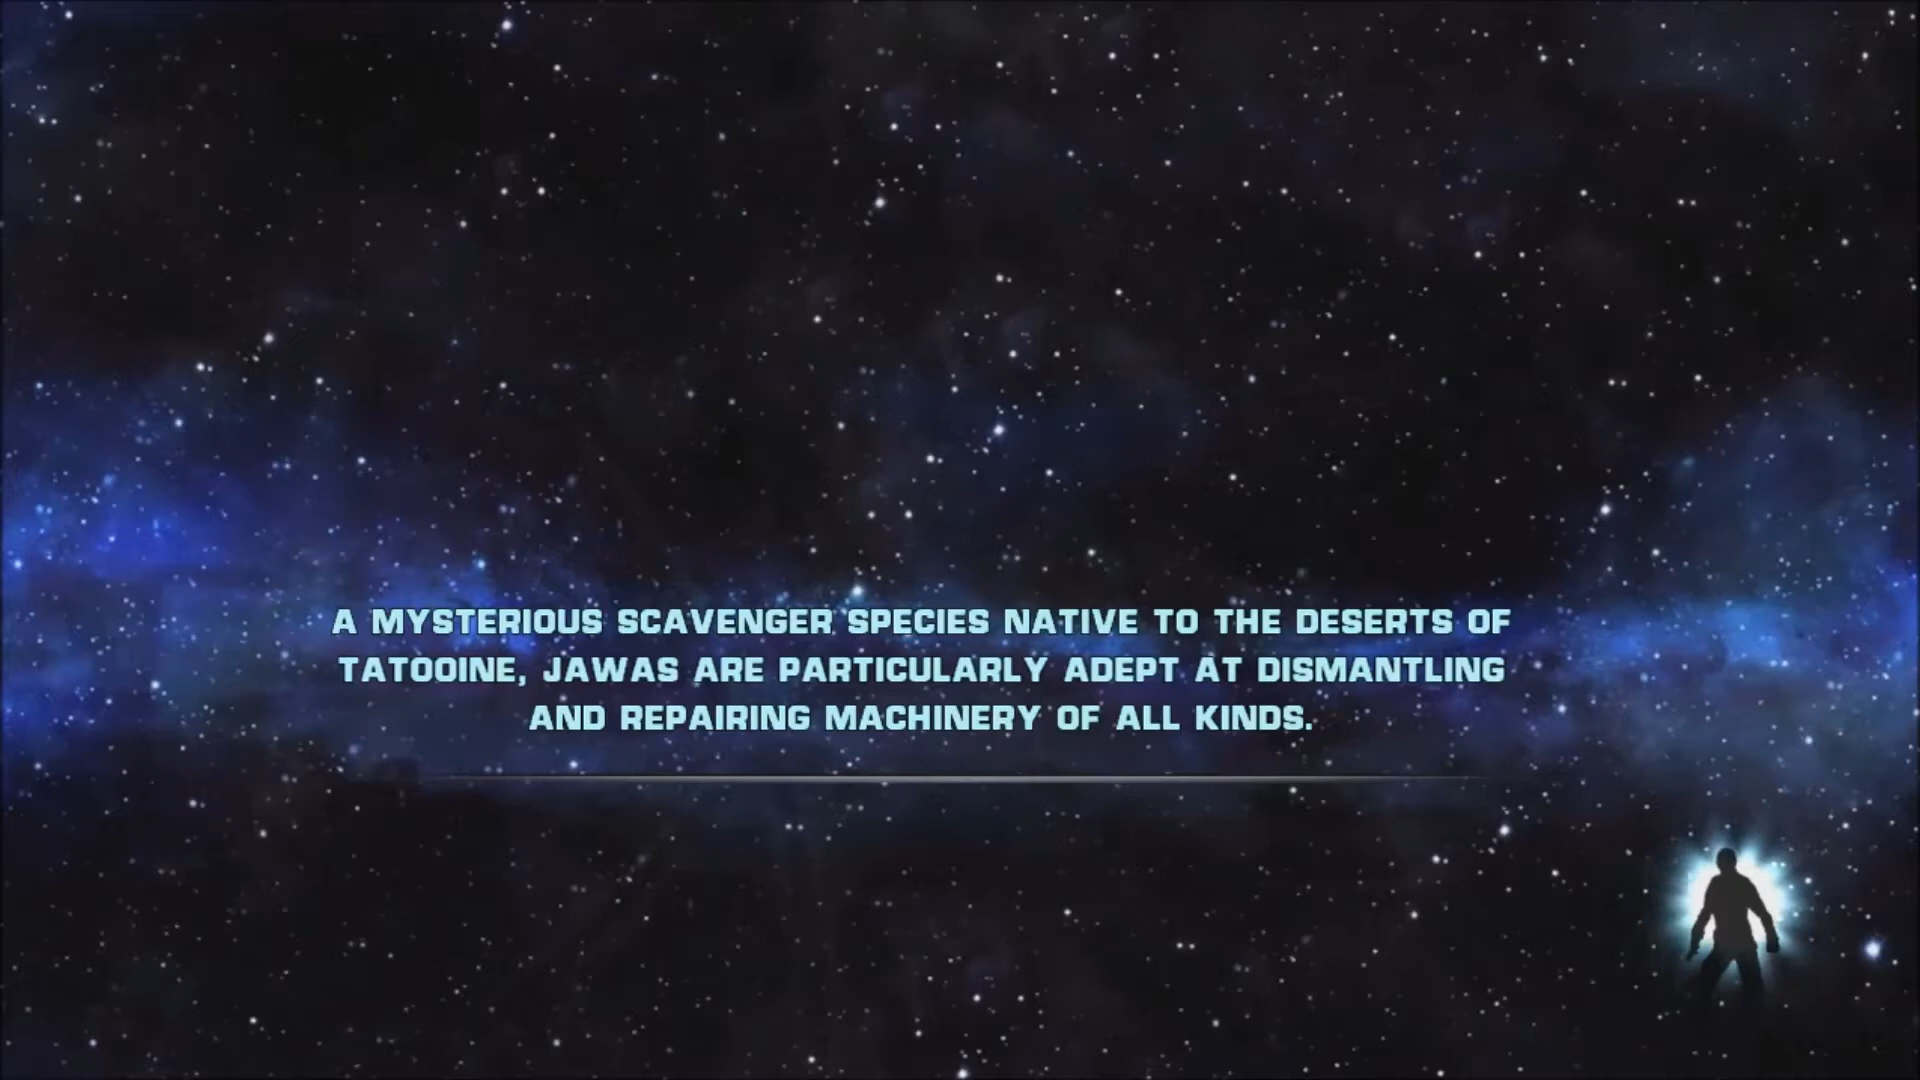 A MYSTERIOUS SCAVENGER SPECIES NATIVE TO THE DESERTS OF
TATOOINE, JAWAS ARE PARTICULARLY ADEPT AT DISMANTLING
AND REPAIRING MACHINERY OF ALL KINDS.